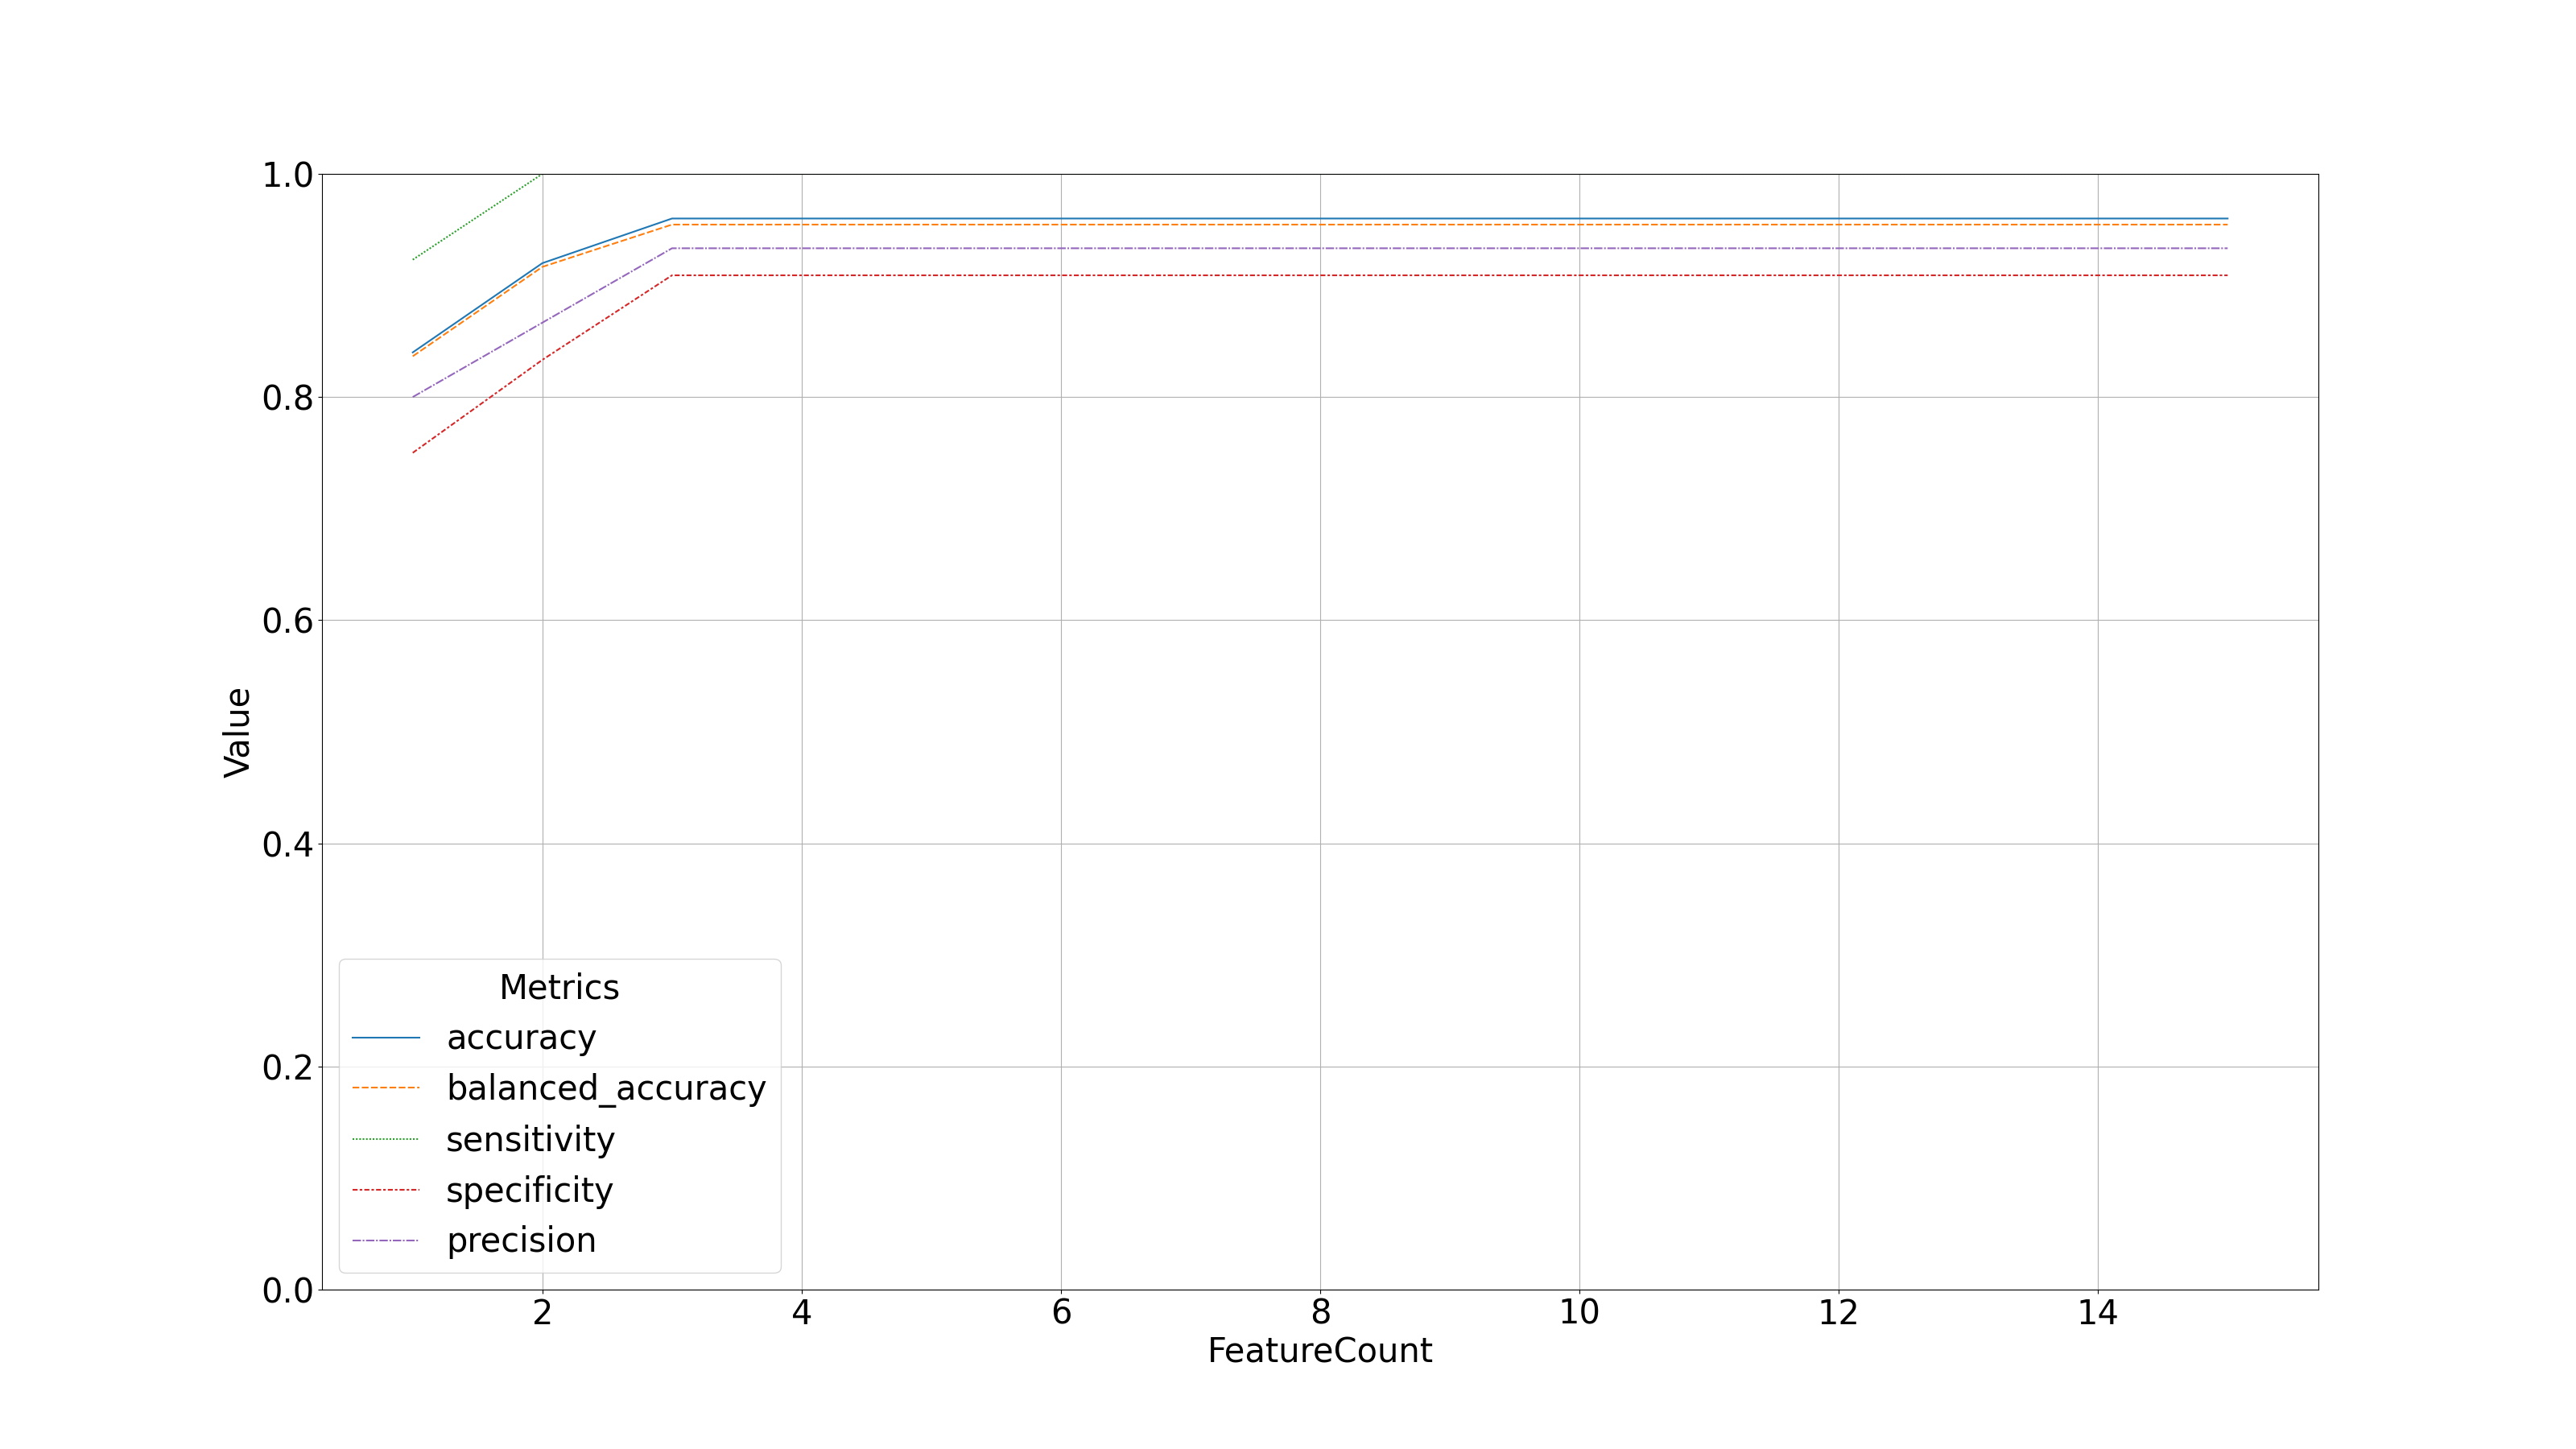 1.0
0.8
0.6
0.4
0.2
0.0
Value
Metrics
accuracy
balanced_accuracy
sensitivity
specificity
precision
2 4 6 8 10 12 14
FeatureCount